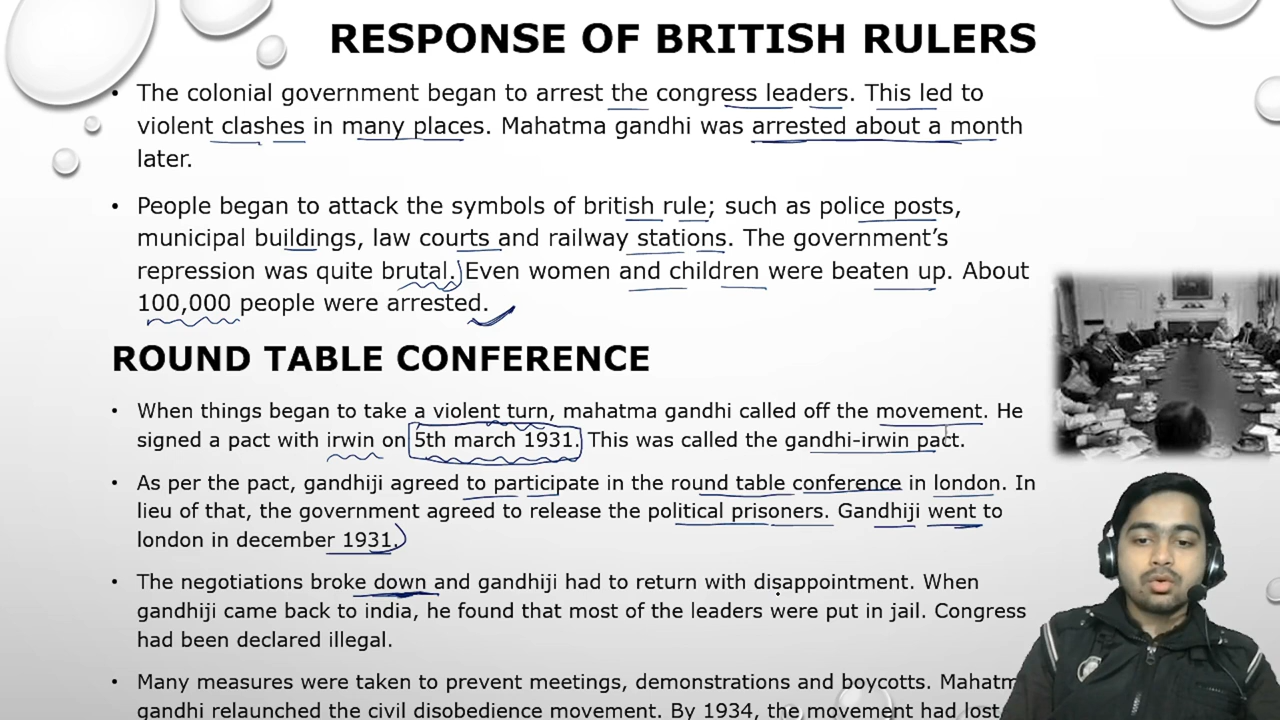 RESPONSE OF BRITISH RULERS
• The colonial government began to arrest the congress leaders. This led to
violent clashes in many places. Mahatma gandhi was arrested about a month
later.
• People began to attack the symbols of british rule; such as police posts,
municipal buildings, law courts and railway stations. The government's
repression was quite brutal. Even women and children were beaten up. About
100,000 people were arrested.
ROUND TABLE CONFERENCE
• When things began to take a violent turn, mahatma gandhi called off the movement. He
signed a pact with irwin on 5th march 1931. This was called the gandhi-irwin pact.
• As per the pact, gandhiji agreed to participate in the round table conference in london. In
lieu of that, the government agreed to release the political prisoners. Gandhiji went to
london in december 1931.
• The negotiations broke down and gandhiji had to return with disappointment. When
gandhiji came back to india, he found that most of the leaders were put in jail. Congress
had been declared illegal.
• Many measures were taken to prevent meetings, demonstrations and boycotts. Mahatm
gandhi relaunched the civil disobedience movement. By 1934, the movement had lost